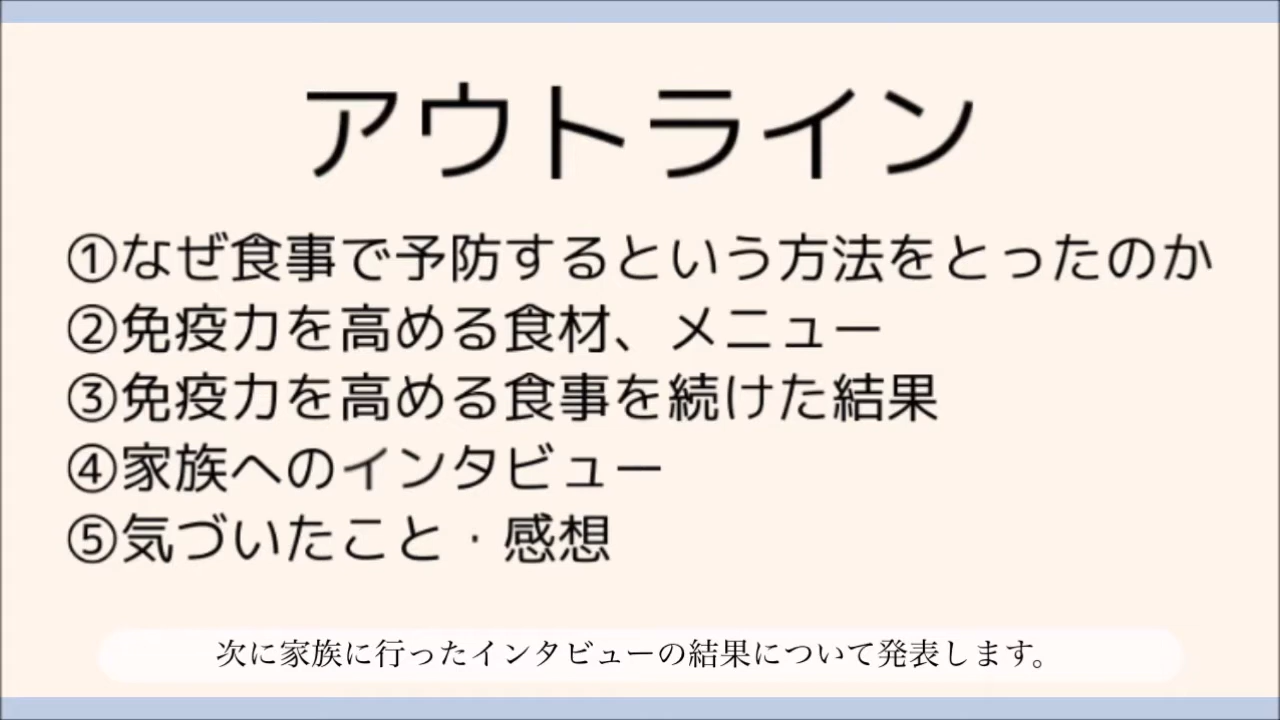 アウトライン
①なぜ食事で予防するという方法をとったのか
②免疫力を高める食材、メニュー
③免疫力を高める食事を続けた結果
④家族へのインタビュー
⑤気づいたこと・感想
次に家族に行ったインタビューの結果について発表します。